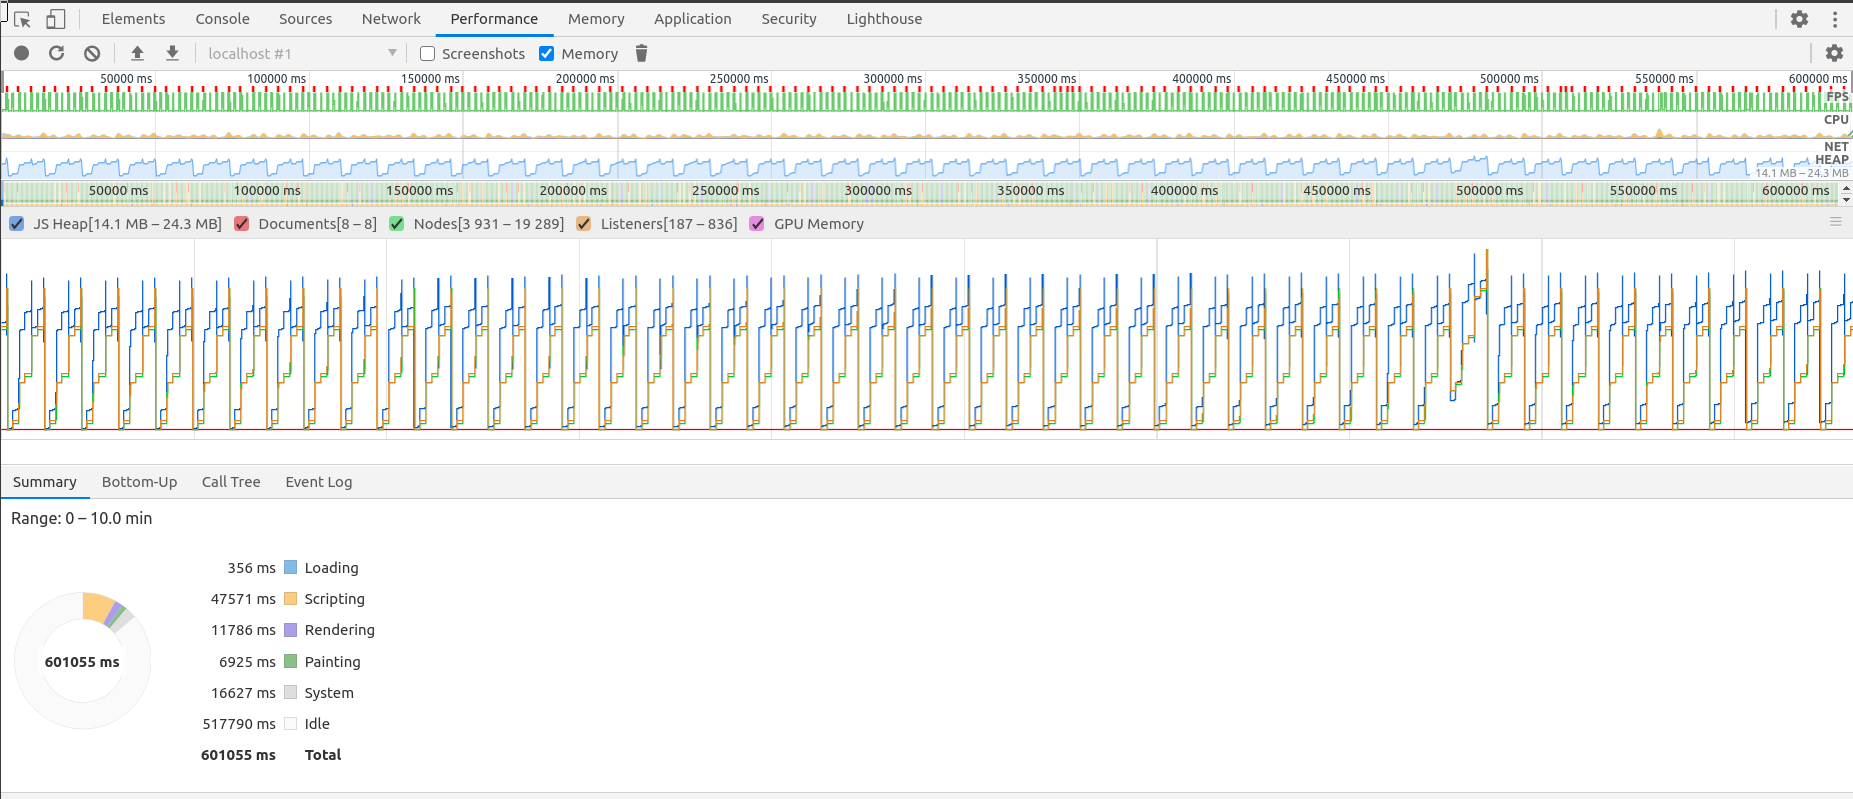 Elements Console Sources Network Performance Memory Application Security Lighthouse
localhost #1 Screenshots Memory
50000 ms 100000 ms 150000 ms 200000 ms 250000 ms 300000 ms 350000 ms 400000 ms 450000 ms 500000 ms 550000 ms 600000 ms
FPS
CPU
NET
HEAP
14.1 MB – 24.3 MB
50000 ms 100000 ms 150000 ms 200000 ms 250000 ms 300000 ms 350000 ms 400000 ms 450000 ms 500000 ms 550000 ms 600000 ms
JS Heap[14.1 MB – 24.3 MB] Documents[8 – 8] Nodes[3 931 – 19 289] Listeners[187 – 836] GPU Memory
Summary Bottom-Up Call Tree Event Log
Range: 0 – 10.0 min
356 ms Loading
47571 ms Scripting
11786 ms Rendering
601055 ms
6925 ms Painting
16627 ms System
517790 ms Idle
601055 ms Total